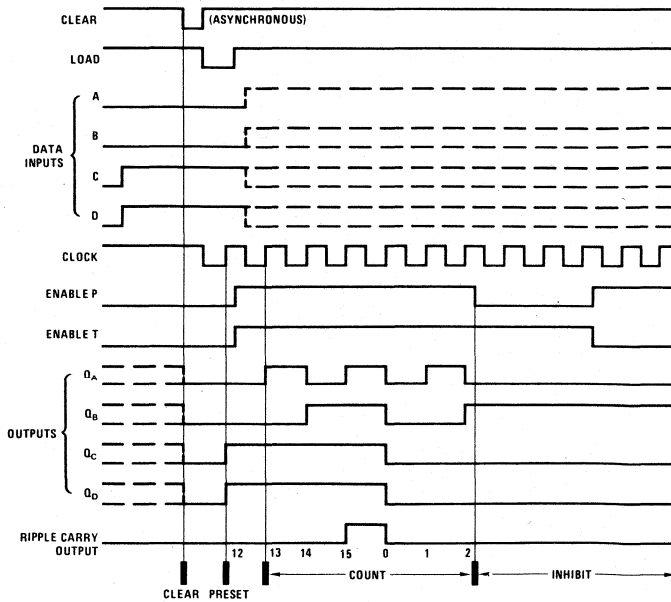 CLEAR (ASYNCHRONOUS)
LOAD
A
B
DATA
INPUTS
C
D
CLOCK
ENABLE P
ENABLE T
QA
QB
OUTPUTS
QC
QD
RIPPLE CARRY
OUTPUT
12 13 14 15 0 1 2
COUNT INHIBIT
CLEAR PRESET